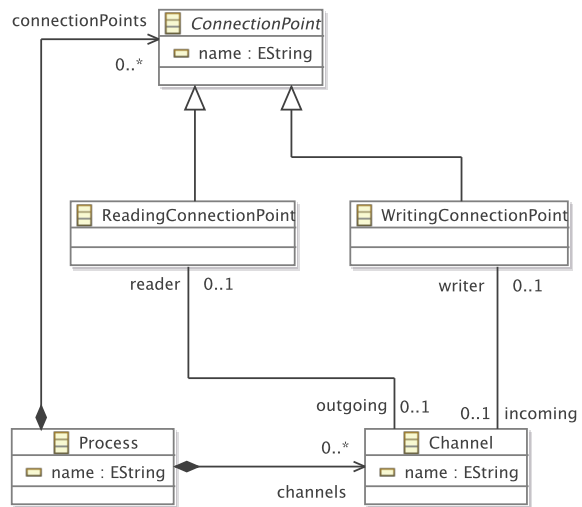 connectionPoints
ConnectionPoint
name : EString
0..*
ReadingConnectionPoint
WritingConnectionPoint
reader 0..1
writer 0..1
outgoing 0..1
0..1 incoming
Process
name : EString
0..*
channels
Channel
name : EString